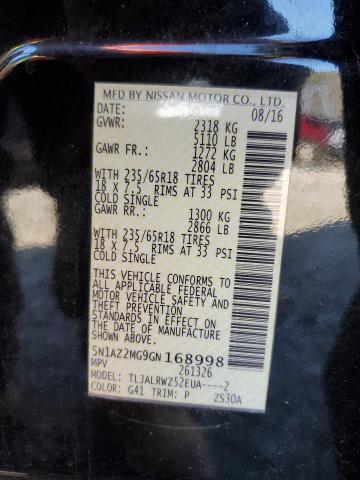 MFD BY NISSAN MOTOR CO., LTD.
DATE: 08/16
GVWR: 2318 KG
5110 LB
GAWR FR.: 1272 KG
2804 LB
WITH 235/65R18 TIRES
18 X 7.5 RIMS AT 33 PSI
COLD SINGLE
GAWR RR.: 1300 KG
2866 LB
WITH 235/65R18 TIRES
18 X 7.5 RIMS AT 33 PSI
COLD SINGLE
THIS VEHICLE CONFORMS TO
ALL APPLICABLE FEDERAL
MOTOR VEHICLE SAFETY AND
THEFT PREVENTION
STANDARDS IN EFFECT ON
THE DATE OF MANUFACTURE
SHOWN ABOVE.
5N1AZ2MG9GN168998
MPV 261326
MODEL: TL3ALRWZ52EUA----2
COLOR: G41 TRIM: P ZS30A